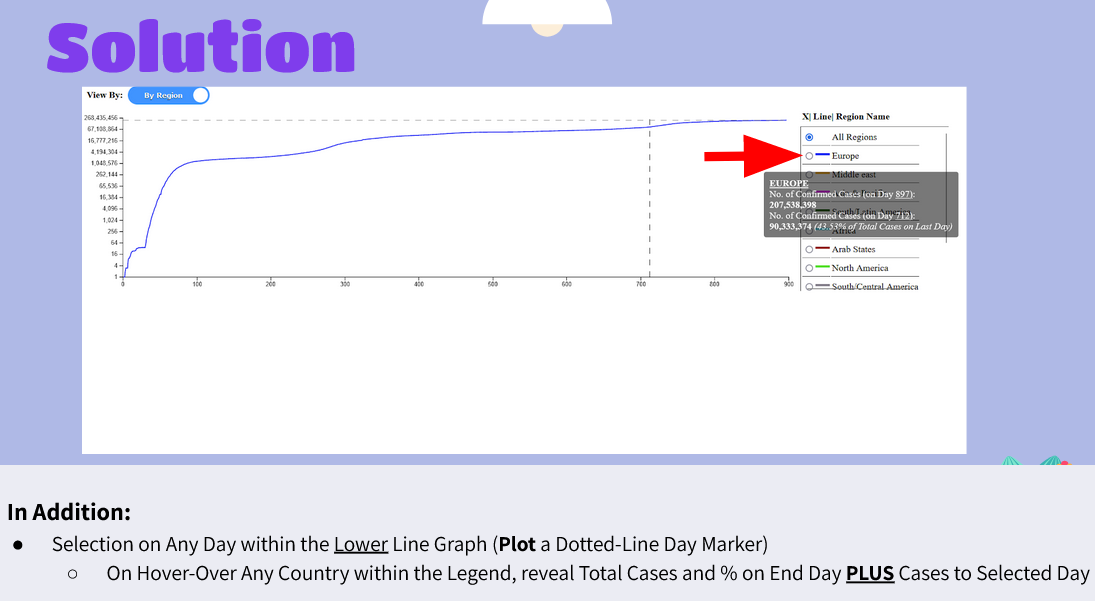 Solution
View By: By Region
X| Line| Region Name
268,435,456
67,108,864
16,777,216
4,194,304
1,048,576
262,144
65,536
16,384
4,096
1,024
256
64
16
4
1
0 100 200 300 400 500 600 700 800 900
All Regions
Europe
Middle east
EUROPE
No. of Confirmed Cases (on Day 897):
207,538,398
South/Latin America
No. of Confirmed Cases (on Day 712):
Africa
90,333,374 (43.53% of Total Cases on Last Day)
Arab States
North America
South/Central America
In Addition:
● Selection on Any Day within the Lower Line Graph (Plot a Dotted-Line Day Marker)
○ On Hover-Over Any Country within the Legend, reveal Total Cases and % on End Day PLUS Cases to Selected Day